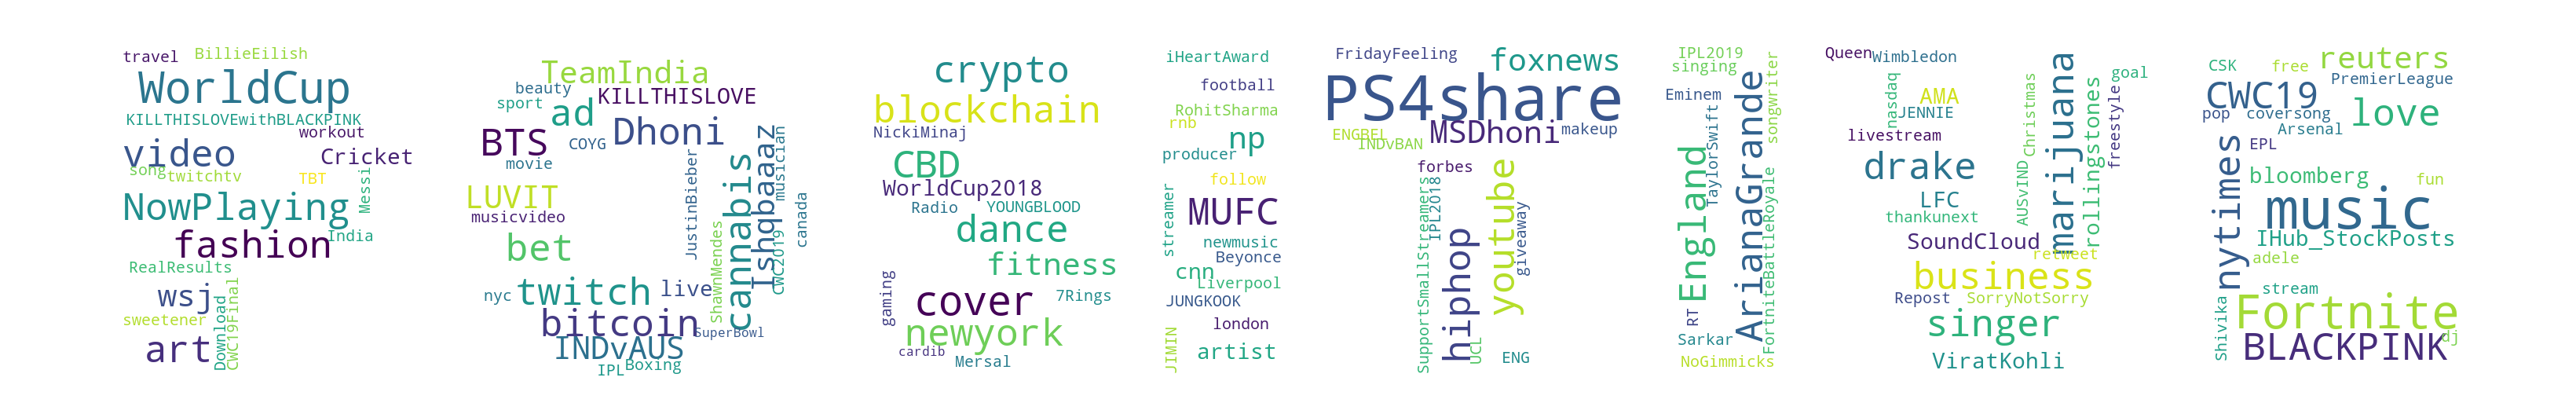 travel
BillieEilish
WorldCup
KILLTHISLOVEwithBLACKPINK
workout
video
Cricket
song
twitchtv
TBT
Messi
NowPlaying
India
fashion
RealResults
wsj
sweetener
Download
CWC19Final
art
TeamIndia
beauty
KILLTHISLOVE
sport
ad
BTS
COYG
Dhoni
movie
LUVIT
musicvideo
JustinBieber
cannabis
Ishqbaaaz
musician
canada
bet
ShawnMendes
CWC2019
nyc
twitch
live
bitcoin
SuperBowl
INDvAUS
IPL
Boxing
crypto
blockchain
NickiMinaj
CBD
WorldCup2018
Radio
YOUNGBLOOD
dance
fitness
gaming
cover
7Rings
newyork
cardib
Mersal
iHeartAward
football
RohitSharma
rnb
np
producer
follow
streamer
MUFC
newmusic
Beyonce
cnn
Liverpool
JUNGKOOK
london
JIMIN
artist
FridayFeeling
foxnews
PS4share
ENGBEL
INDvBAN
MSDhoni
makeup
forbes
SupportSmallStreamers
IPL2018
hiphop
youtube
giveaway
UCL
ENG
IPL2019
singing
Eminem
TaylorSwift
ArianaGrande
songwriter
England
FortniteBattleRoyale
RT
Sarkar
NoGimmicks
Queen
Wimbledon
nasdaq
AMA
JENNIE
livestream
Christmas
marijuana
rollingstones
freestyle
goal
drake
AUSvIND
LFC
thankunext
SoundCloud
retweet
business
Repost
SorryNotSorry
singer
ViratKohli
reuters
CSK
free
PremierLeague
CWC19
pop
coversong
love
Arsenal
nytimes
EPL
bloomberg
fun
music
IHub_StockPosts
adele
stream
Shivika
Fortnite
BLACKPINK
dj